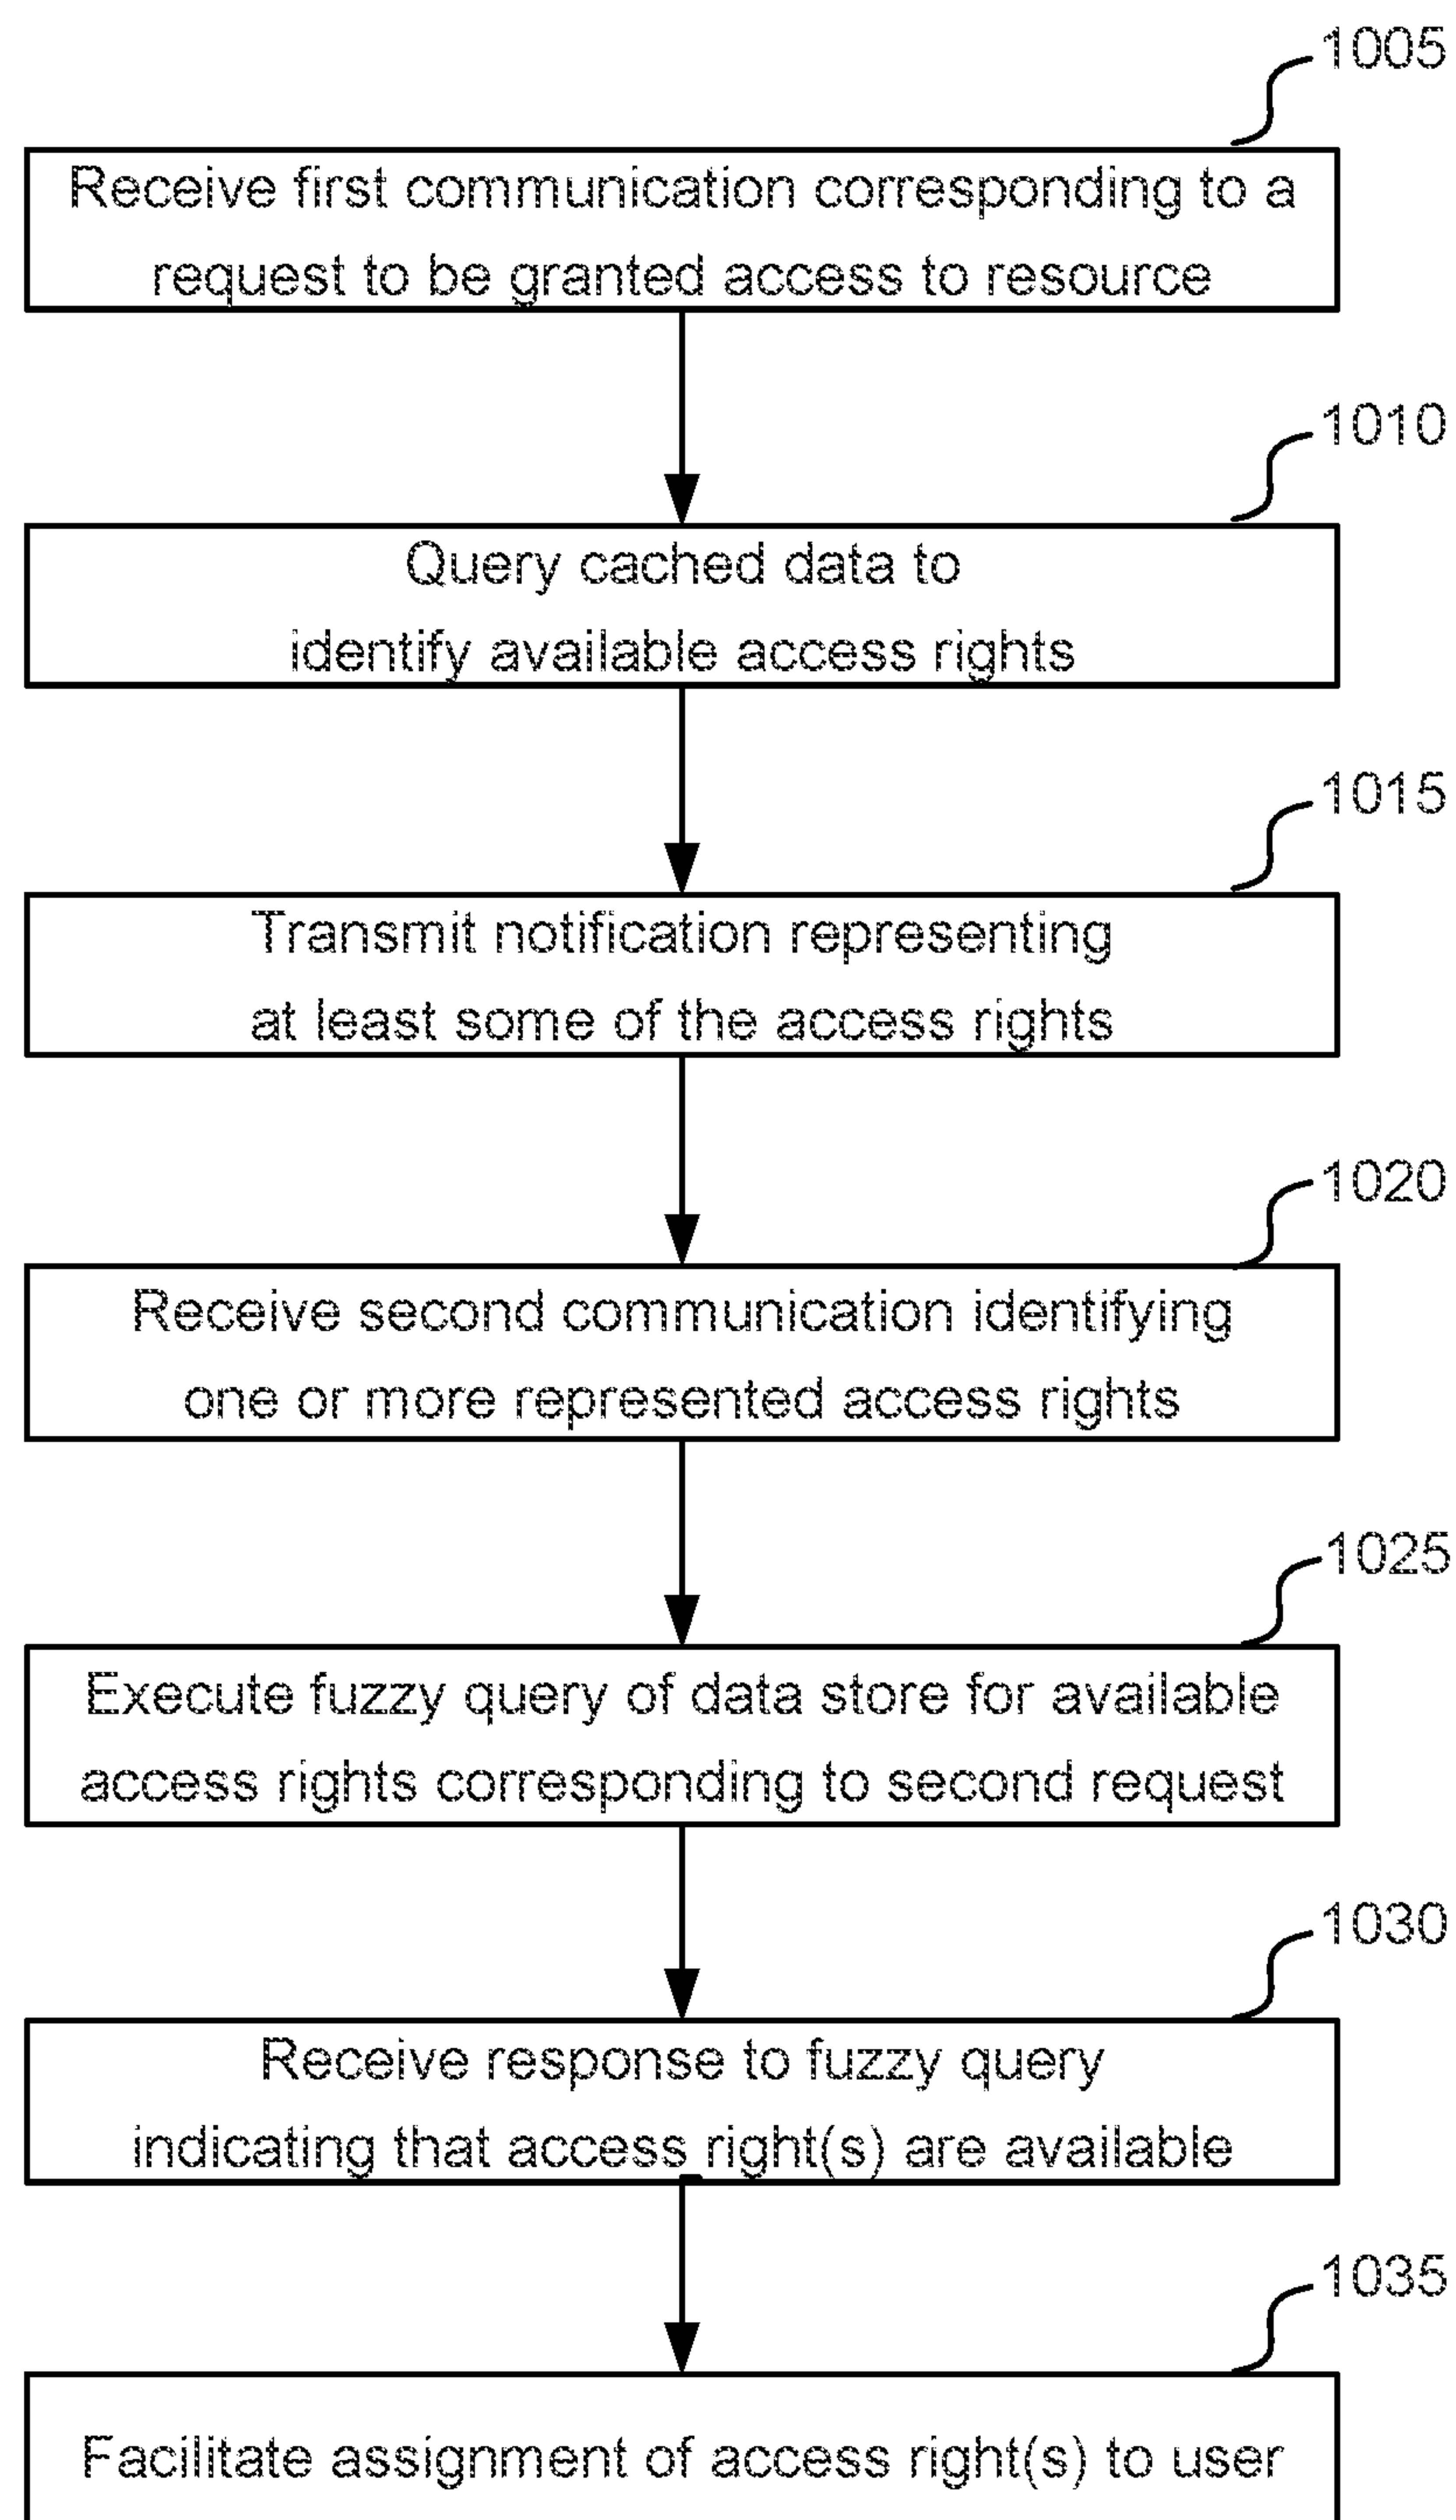 1005
Receive first communication corresponding to a
request to be granted access to resource
1010
Query cached data to
identify available access rights
1015
Transmit notification representing
at least some of the access rights
1020
Receive second communication identifying
one or more represented access rights
1025
Execute fuzzy query of data store for available
access rights corresponding to second request
1030
Receive response to fuzzy query
indicating that access right(s) are available
1035
Facilitate assignment of access right(s) to user